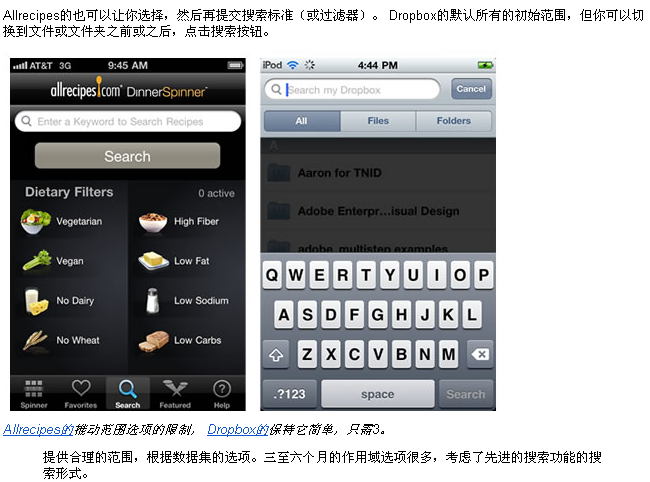 Allrecipes的也可以让你选择，然后再提交搜索标准（或过滤器）。 Dropbox的默认所有的初始范围，但你可以切
换到文件或文件夹之前或之后，点击搜索按钮。
AT&T 3G 9:45 AM
allrecipes.com DinnerSpinner
Enter a Keyword to Search Recipes
Search
Dietary Filters 0 active
Vegetarian High Fiber
Vegan Low Fat
No Dairy Low Sodium
No Wheat Low Carbs
Spinner Favorites Search Featured Help
iPod 4:44 PM
Search my Dropbox Cancel
All Files Folders
A
Aaron for TNID
Adobe Enterpr...isual Design
adobe_multistep examples
Q W E R T Y U I O P
A S D F G H J K L
Z X C V B N M
.?123 space Search
Allrecipes的推动范围选项的限制， Dropbox的保持它简单，只需3。
提供合理的范围，根据数据集的选项。三至六个月的作用域选项很多，考虑了先进的搜索功能的搜
索形式。